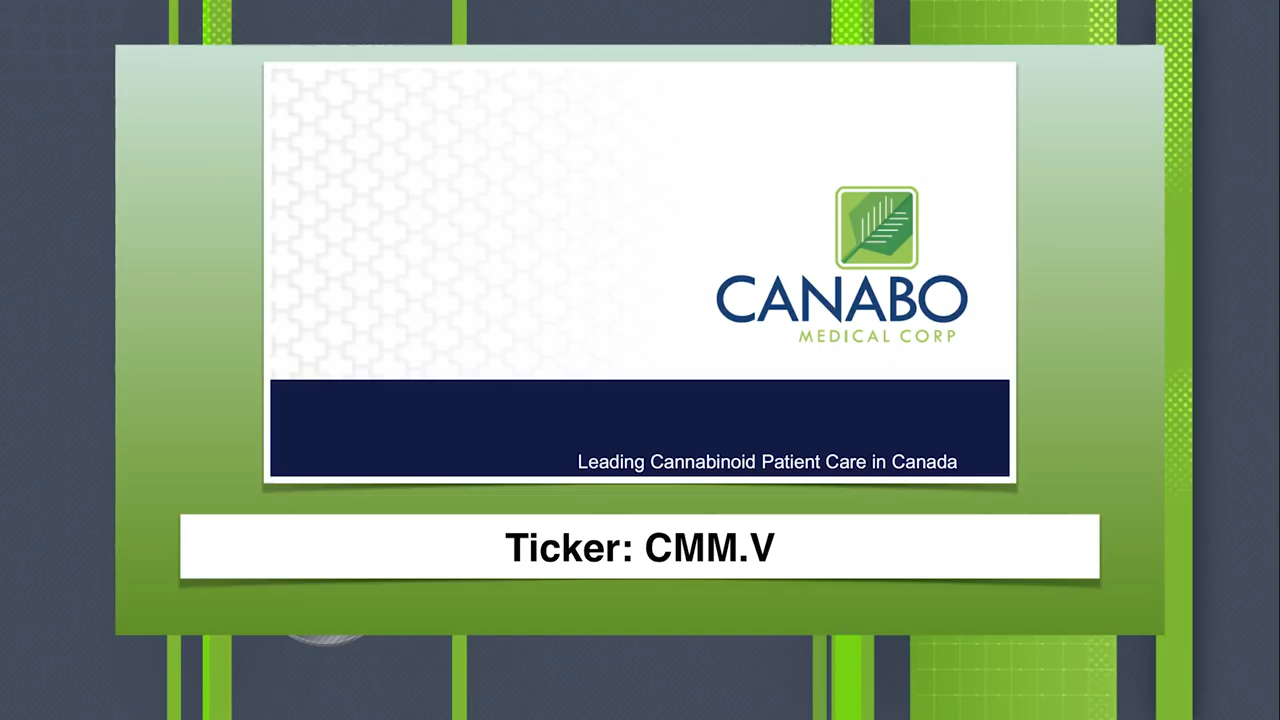 CANABO
MEDICAL CORP
Leading Cannabinoid Patient Care in Canada
Ticker: CMM.V